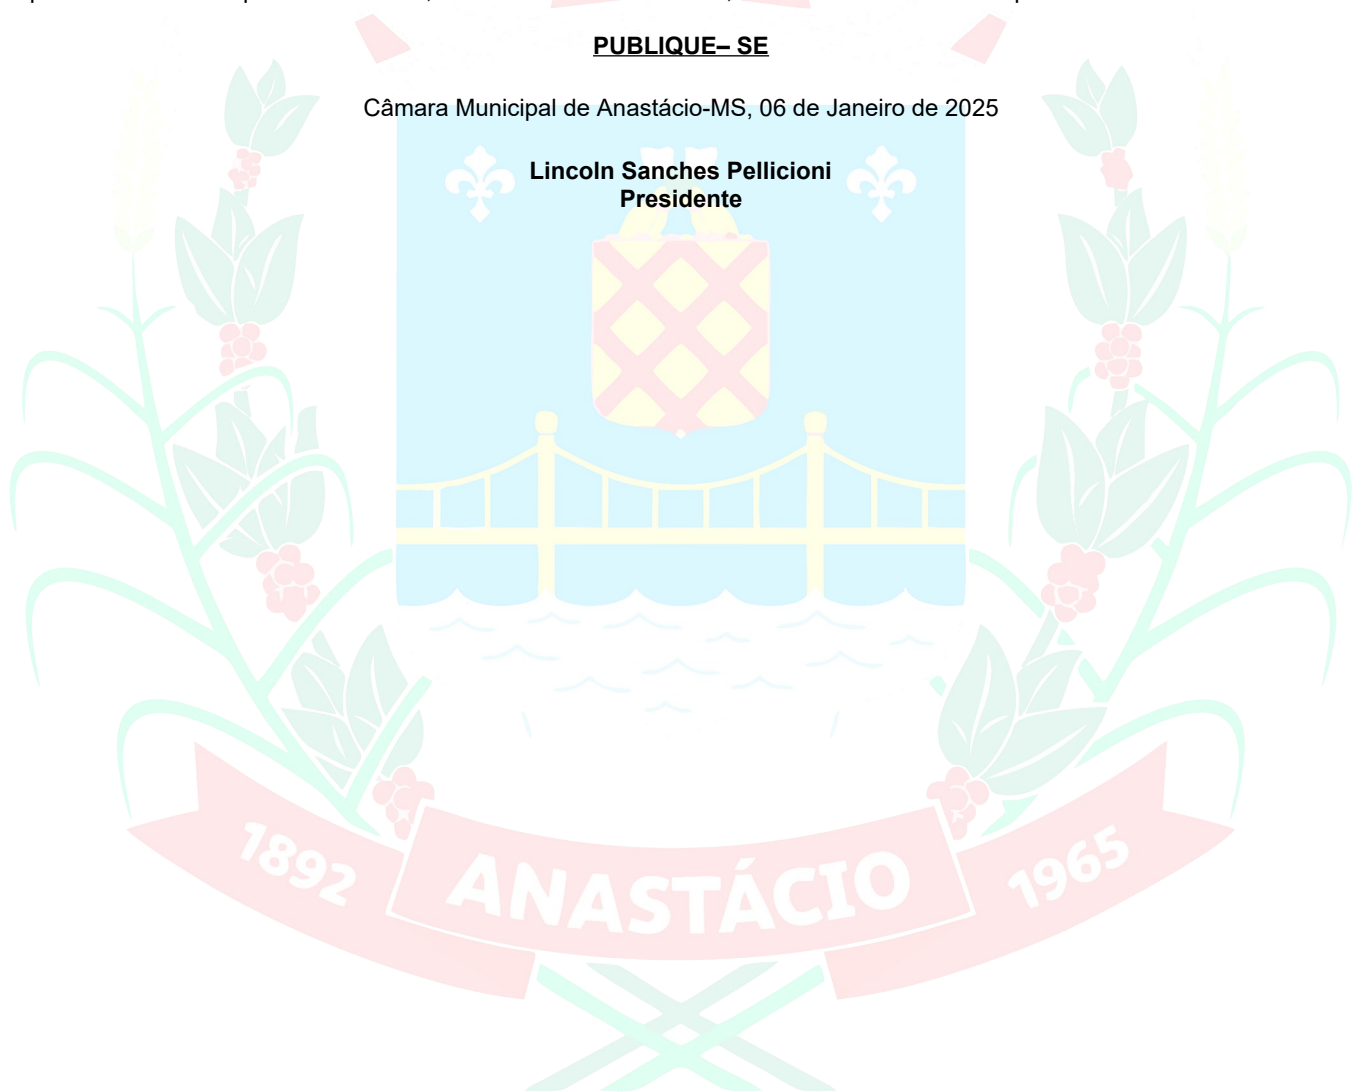 PUBLIQUE– SE
Câmara Municipal de Anastácio-MS, 06 de Janeiro de 2025
Lincoln Sanches Pellicioni
Presidente
1892 ANASTÁCIO 1965